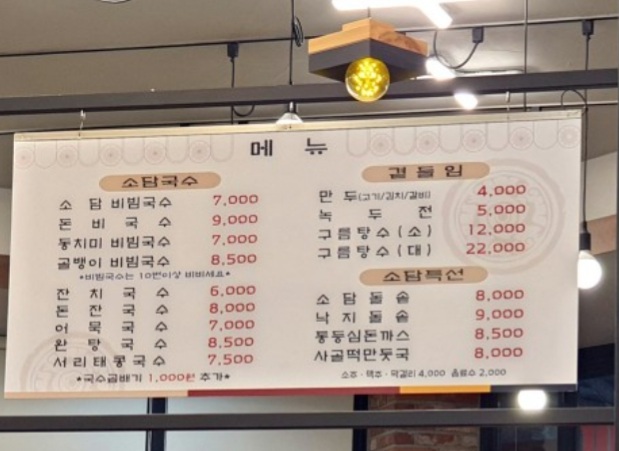 메 뉴
소담국수
소 담 비빔국수 7,000
돈 비 국 수 9,000
동치미 비빔국수 7,000
골뱅이 비빔국수 8,500
*비빔국수는 10번이상 비비세요*
잔 치 국 수 6,000
돈 잔 국 수 8,000
어 묵 국 수 7,000
완 탕 국 수 8,500
서리태콩국수 7,500
*국수곱배기 1,000원 추가*
곁들임
만 두(고기/김치/갈비) 4,000
녹 두 전 5,000
구름탕수(소) 12,000
구름탕수(대) 22,000
소담특선
소 담 돌 솥 8,000
낙 지 돌 솥 9,000
통등심돈까스 8,500
사골떡만둣국 8,000
소주·맥주·막걸리 4,000 음료수 2,000